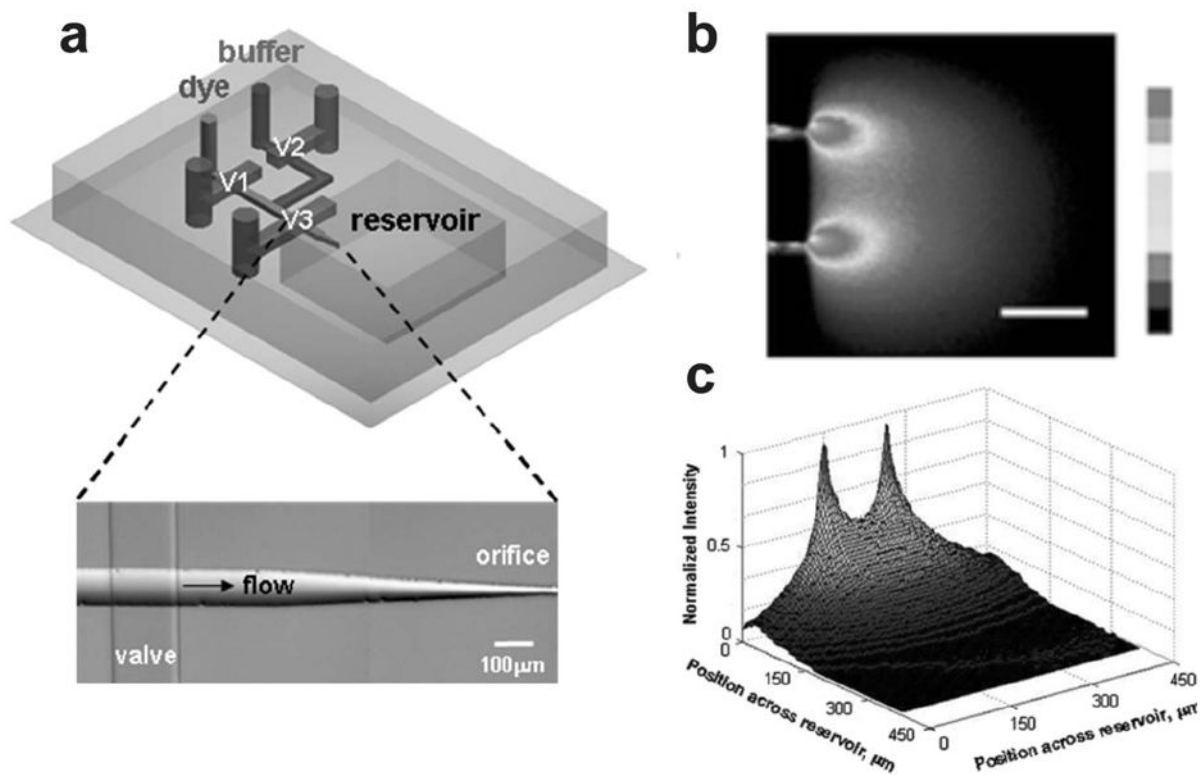 a
buffer
dye
V2
V1
V3
reservoir
orifice
flow
valve
100μm
b
c
Normalized Intensity
1
0.5
0
0
150
300
450
Position across reservoir, μm
0
150
300
450
Position across reservoir, μm